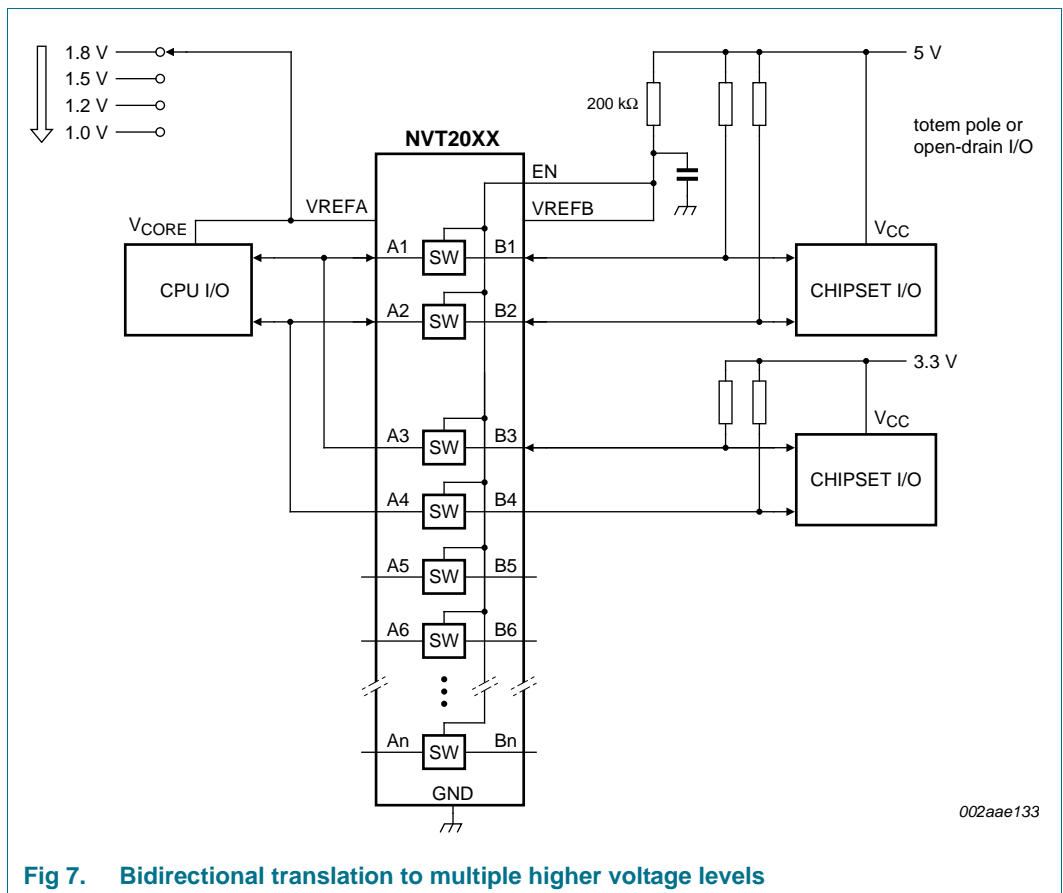 1.8 V
1.5 V
1.2 V
1.0 V
5 V
200 kΩ
totem pole or
open-drain I/O
NVT20XX
EN
VREFA
VREFB
VCORE
VCC
CPU I/O
CHIPSET I/O
A1 SW B1
A2 SW B2
3.3 V
VCC
CHIPSET I/O
A3 SW B3
A4 SW B4
A5 SW B5
A6 SW B6
An SW Bn
GND
002aae133
Fig 7. Bidirectional translation to multiple higher voltage levels